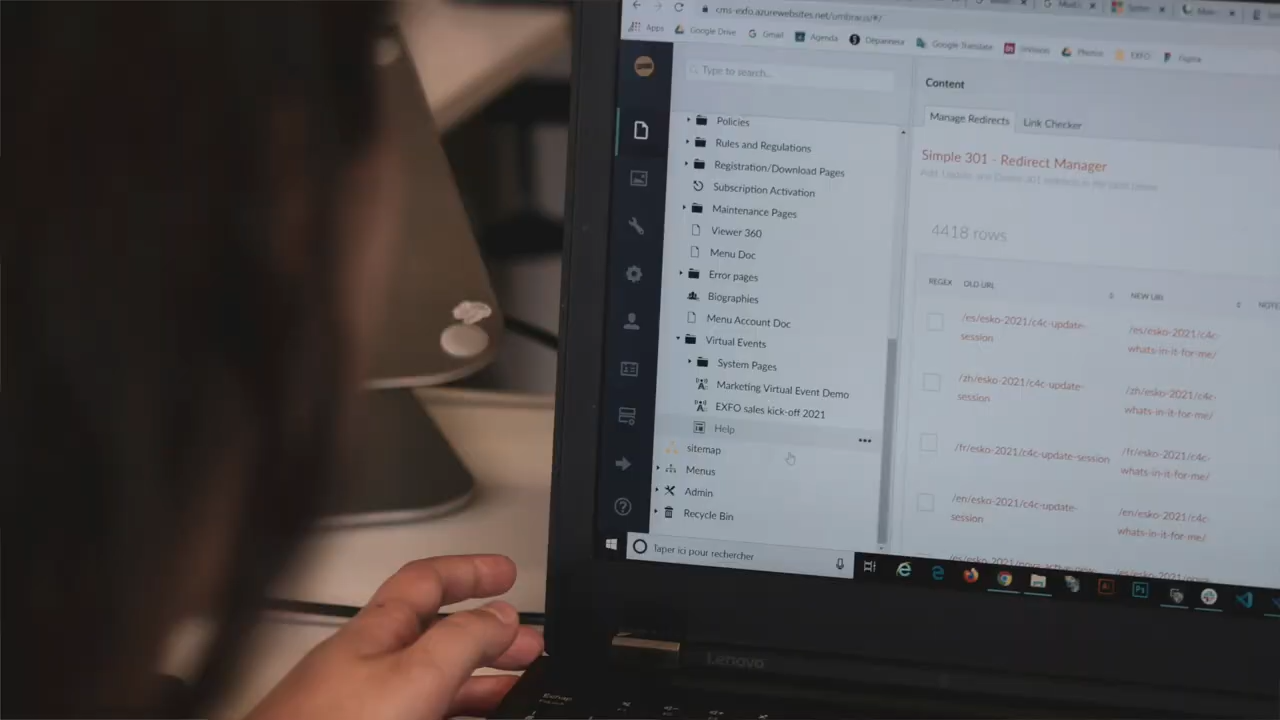 cms-exfo.azurewebsites.net/umbraco/#/
Apps Google Drive Gmail Agenda Dépanneur Google Translate InVision Photos EXFO Figma
Type to search...
Content
Manage Redirects Link Checker
Simple 301 - Redirect Manager
4418 rows
REGEX OLD URL NEW URL NOTE
/es/esko-2021/c4c-update-
session
/es/esko-2021/c4c-
whats-in-it-for-me/
/zh/esko-2021/c4c-update-
session
/zh/esko-2021/c4c-
whats-in-it-for-me/
/fr/esko-2021/c4c-update-session
/fr/esko-2021/c4c-
whats-in-it-for-me/
/en/esko-2021/c4c-update-
session
/en/esko-2021/c4c-
whats-in-it-for-me/
Policies
Rules and Regulations
Registration/Download Pages
Subscription Activation
Maintenance Pages
Viewer 360
Menu Doc
Error pages
Biographies
Menu Account Doc
Virtual Events
System Pages
Marketing Virtual Event Demo
EXFO sales kick-off 2021
Help
sitemap
Menus
Admin
Recycle Bin
Taper ici pour rechercher
Ps
Lenovo
Echap